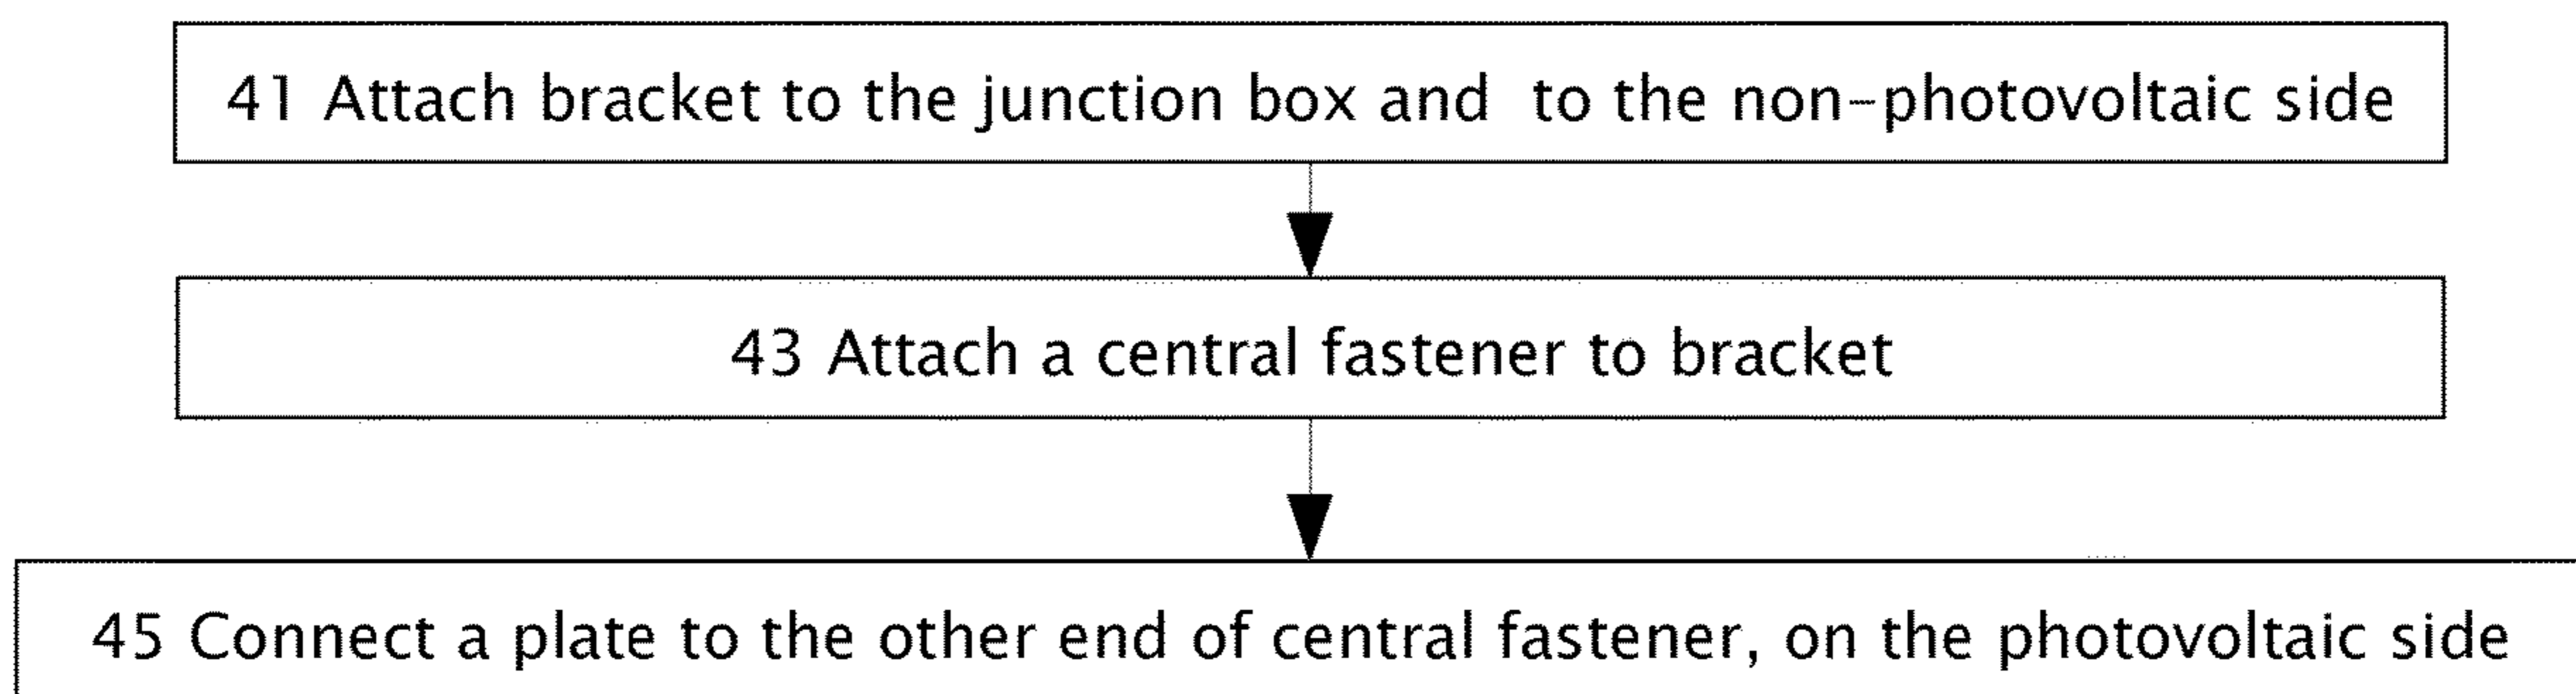 41 Attach bracket to the junction box and to the non-photovoltaic side
43 Attach a central fastener to bracket
45 Connect a plate to the other end of central fastener, on the photovoltaic side